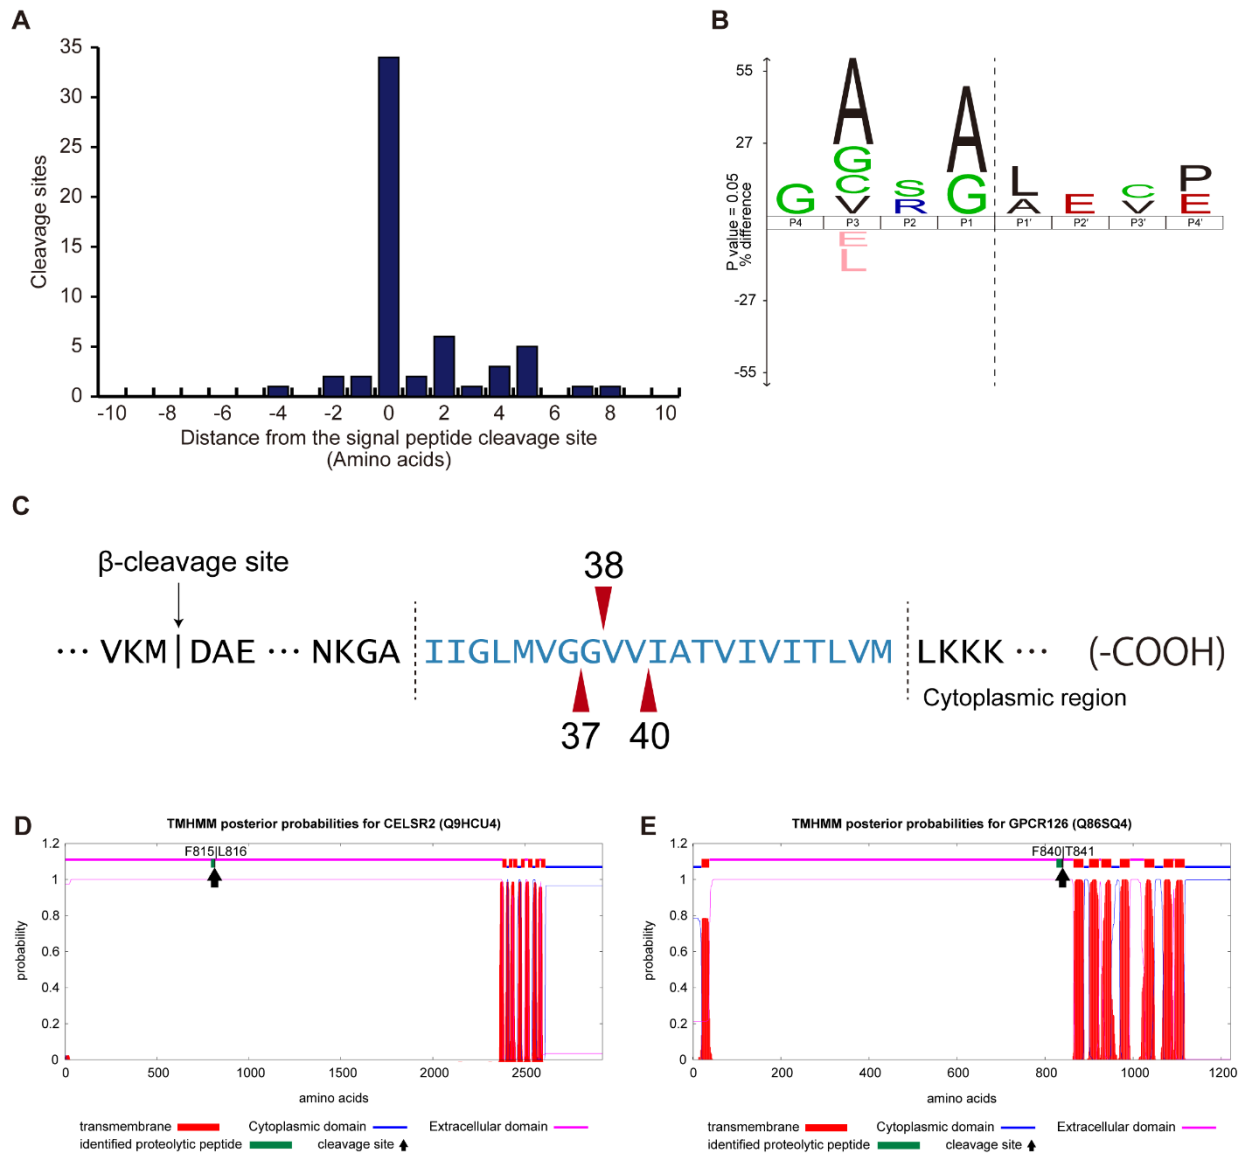 A
35
30
25
20
15
10
5
0
Cleavage sites
-10 -8 -6 -4 -2 0 2 4 6 8 10
Distance from the signal peptide cleavage site
(Amino acids)
B
55
27
-27
-55
P value = 0.05
% difference
G A G C V S R A G L A E C V P E
P4 P3 P2 P1 P1' P2' P3' P4'
E L
C
β-cleavage site
38
··· VKM|DAE ··· NKGA IIGLMVGGVVIATVIVITLVM LKKK ··· (-COOH)
37 40
Cytoplasmic region
D
TMHMM posterior probabilities for CELSR2 (Q9HCU4)
F815|L816
1.2
1
0.8
0.6
0.4
0.2
0
probability
0 500 1000 1500 2000 2500
amino acids
transmembrane Cytoplasmic domain Extracellular domain
identified proteolytic peptide cleavage site
E
TMHMM posterior probabilities for GPCR126 (Q86SQ4)
F840|T841
1.2
1
0.8
0.6
0.4
0.2
0
probability
0 200 400 600 800 1000 1200
amino acids
transmembrane Cytoplasmic domain Extracellular domain
identified proteolytic peptide cleavage site